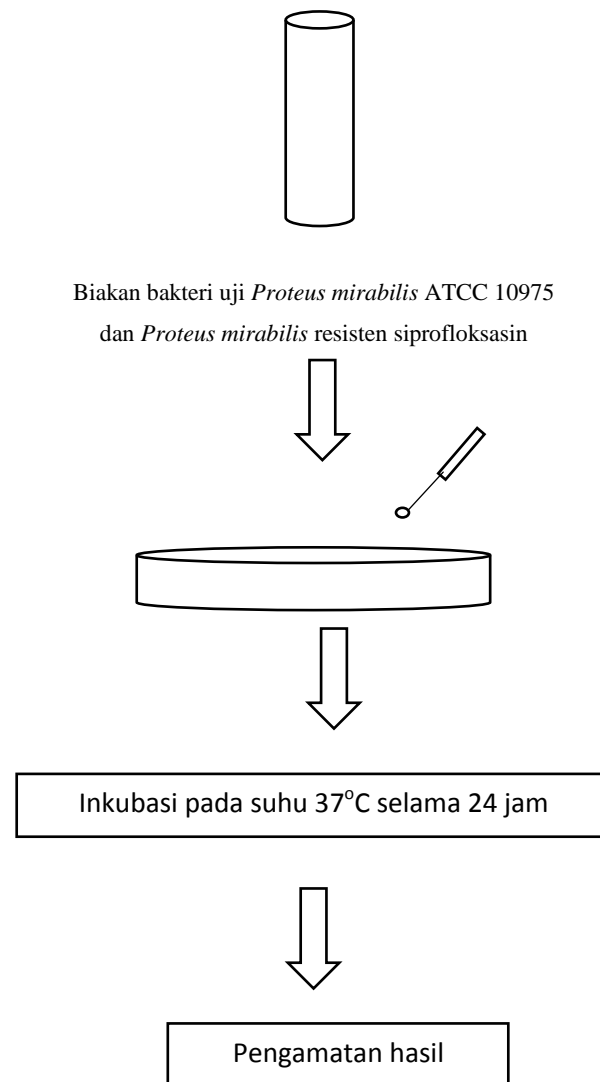 Biakan bakteri uji Proteus mirabilis ATCC 10975
dan Proteus mirabilis resisten siprofloksasin
Inkubasi pada suhu 37°C selama 24 jam
Pengamatan hasil